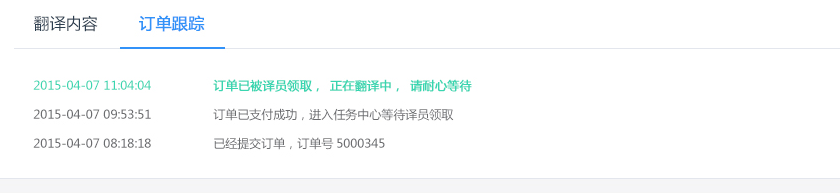 翻译内容 订单跟踪
2015-04-07 11:04:04 订单已被译员领取， 正在翻译中， 请耐心等待
2015-04-07 09:53:51 订单已支付成功，进入任务中心等待译员领取
2015-04-07 08:18:18 已经提交订单，订单号 5000345